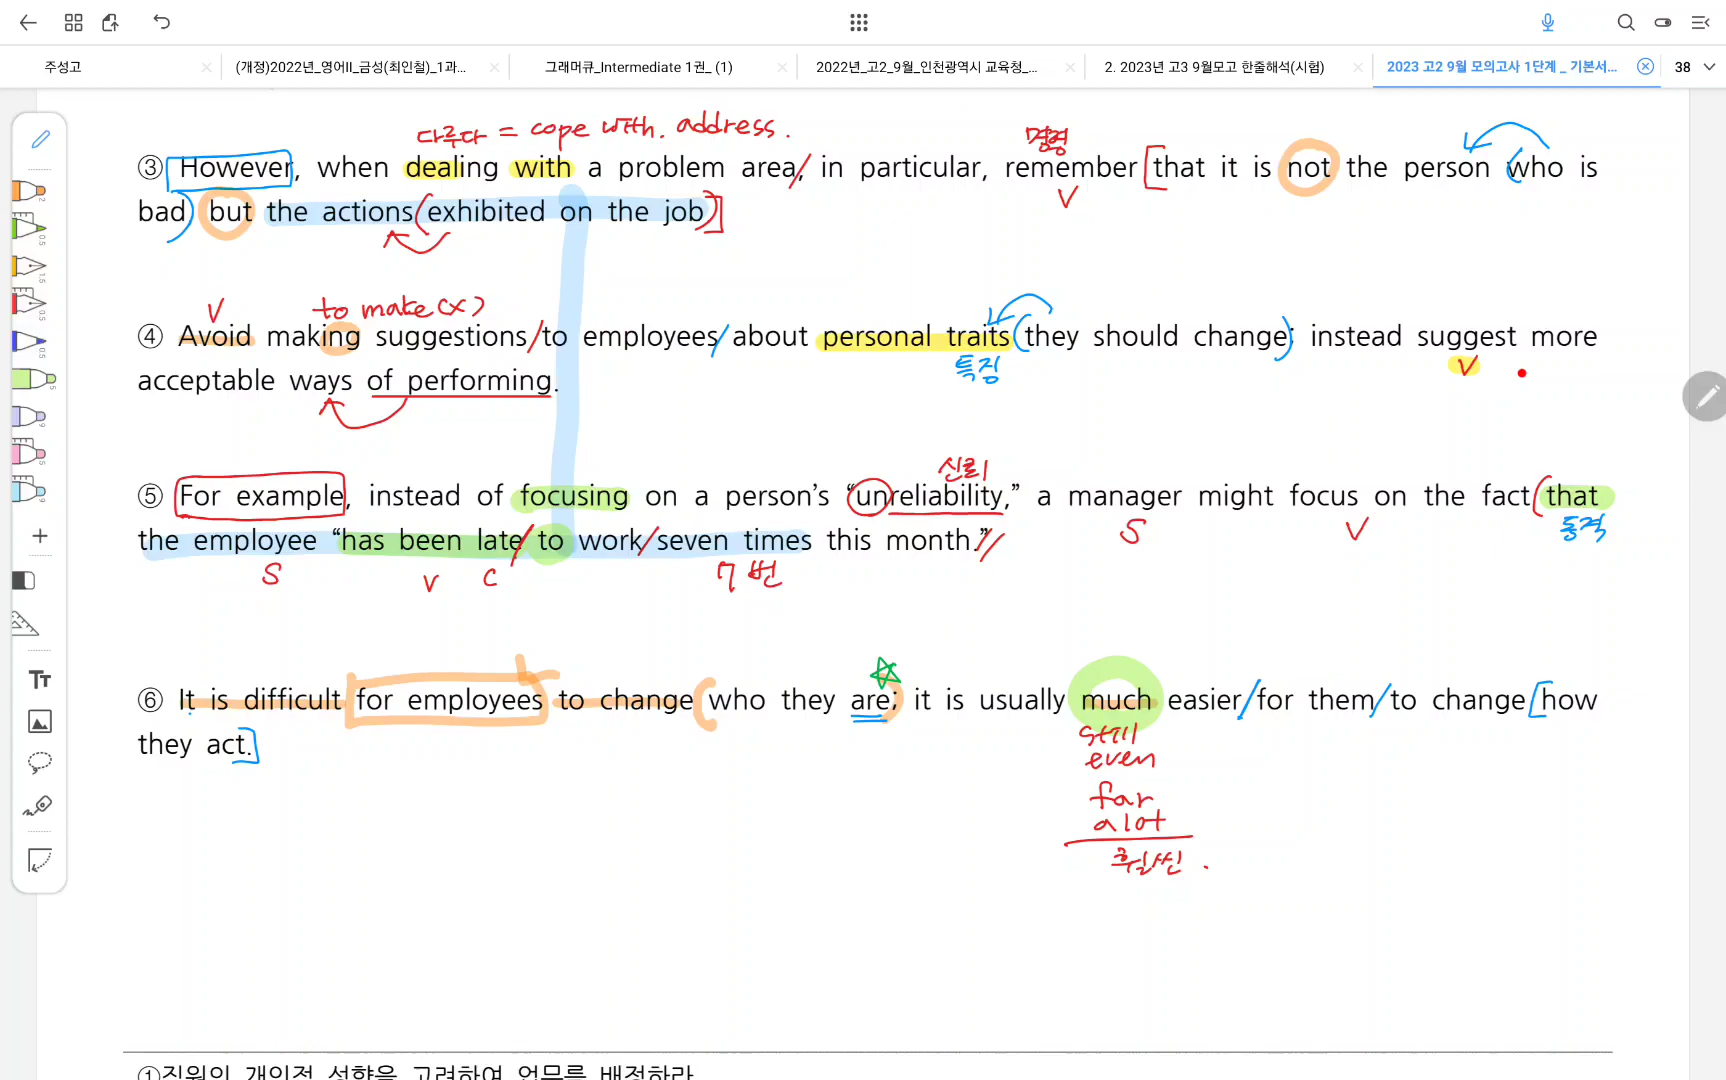 주성고
(개정)2022년_영어II_금성(최인철)_1과...
그래머큐_Intermediate 1권_ (1)
2022년_고2_9월_인천광역시 교육청_...
2. 2023년 고3 9월모고 한줄해석(시험)
2023 고2 9월 모의고사 1단계 _ 기본서...
38
다루다 = cope with. address.
명령
③ However, when dealing with a problem area, in particular, remember that it is not the person who is
V
bad but the actions exhibited on the job
V to make(x)
④ Avoid making suggestions to employees about personal traits they should change; instead suggest more
특징 V
acceptable ways of performing.
신뢰
⑤ For example, instead of focusing on a person's "unreliability," a manager might focus on the fact that
S V 동격
the employee "has been late to work seven times this month."
S V C 7번
⑥ It is difficult for employees to change who they are; it is usually much easier for them to change how
they act.
still
even
far
a lot
훨씬.
①직원의 개인적 성향을 고려하여 업무를 배정하라
Tt